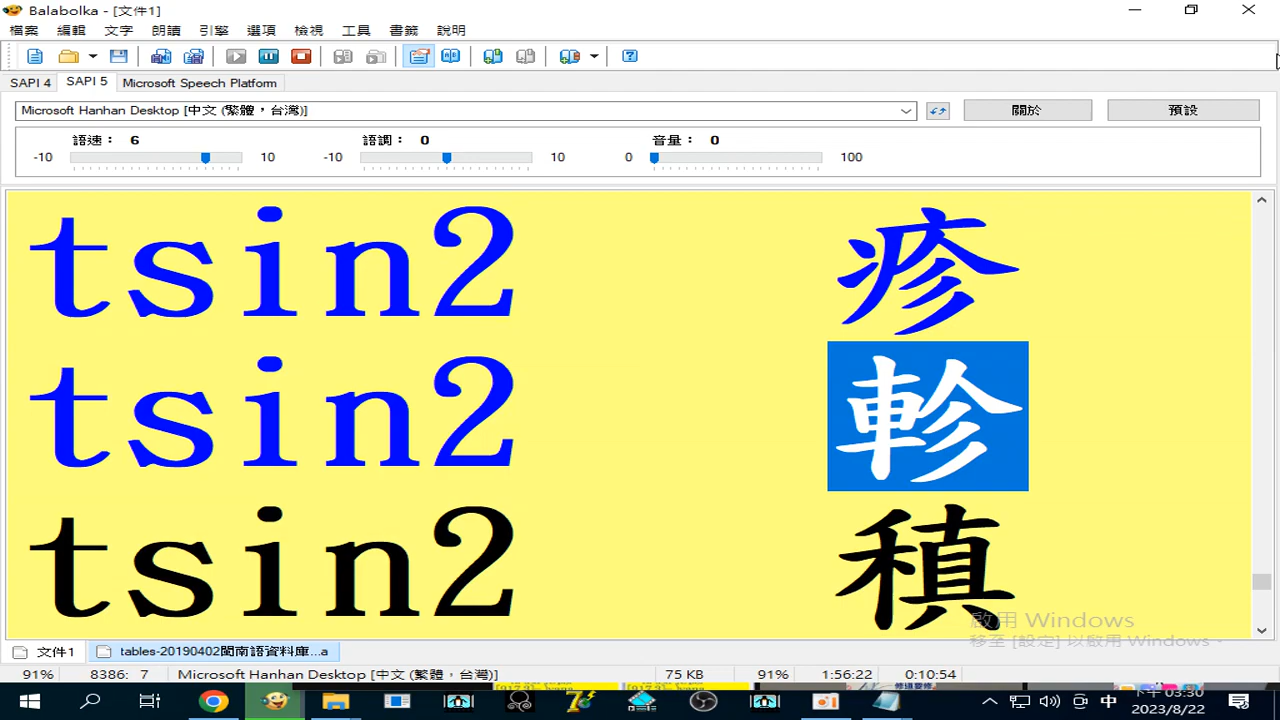 Balabolka - [文件1]
檔案 編輯 文字 朗讀 引擎 選項 檢視 工具 書籤 說明
SAPI 4 SAPI 5 Microsoft Speech Platform
Microsoft Hanhan Desktop [中文 (繁體，台灣)] 關於 預設
語速： 6 語調： 0 音量： 0
-10 10 -10 10 0 100
tsin2 疹
tsin2 軫
tsin2 稹
啟用 Windows
移至 [設定] 以啟用 Windows。
文件1 tables-20190402閩南語資料庫...a
91% 8386: 7 Microsoft Hanhan Desktop [中文 (繁體，台灣)] 75 KB 91% 1:56:22 0:10:54
中 下午 03:30
2023/8/22